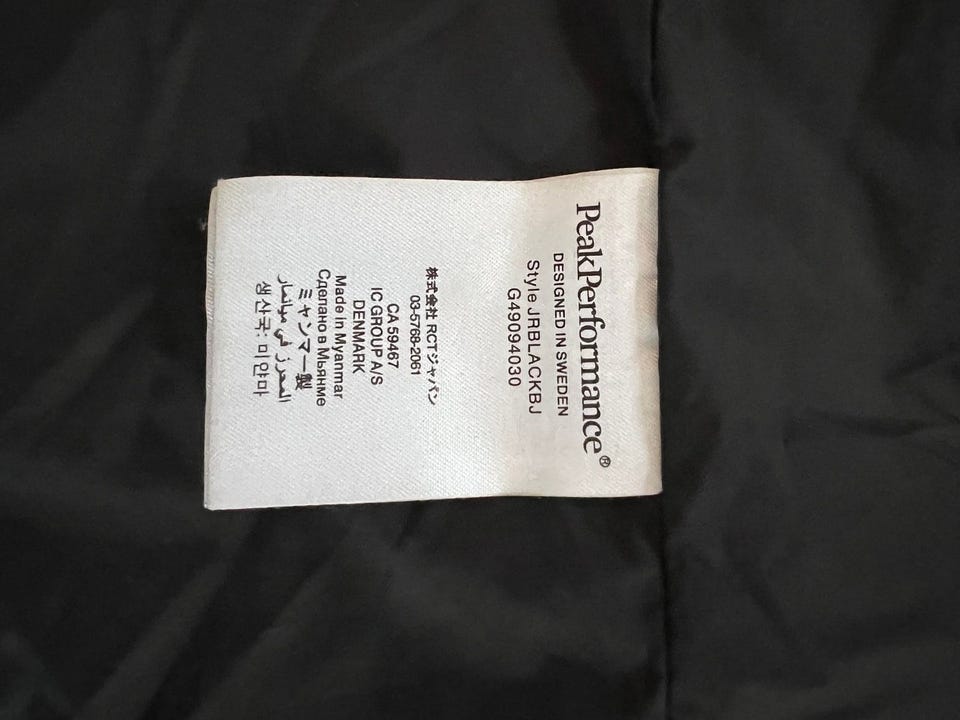 PeakPerformance®
DESIGNED IN SWEDEN
Style JRBLACKBJ
G49094030
株式会社 RCTジャパン
03-5768-2061
CA 59467
IC GROUP A/S
DENMARK
Made in Myanmar
Сделано в Мьянме
ミャンマー製
المحرز في ميانمار
생산국: 미얀마